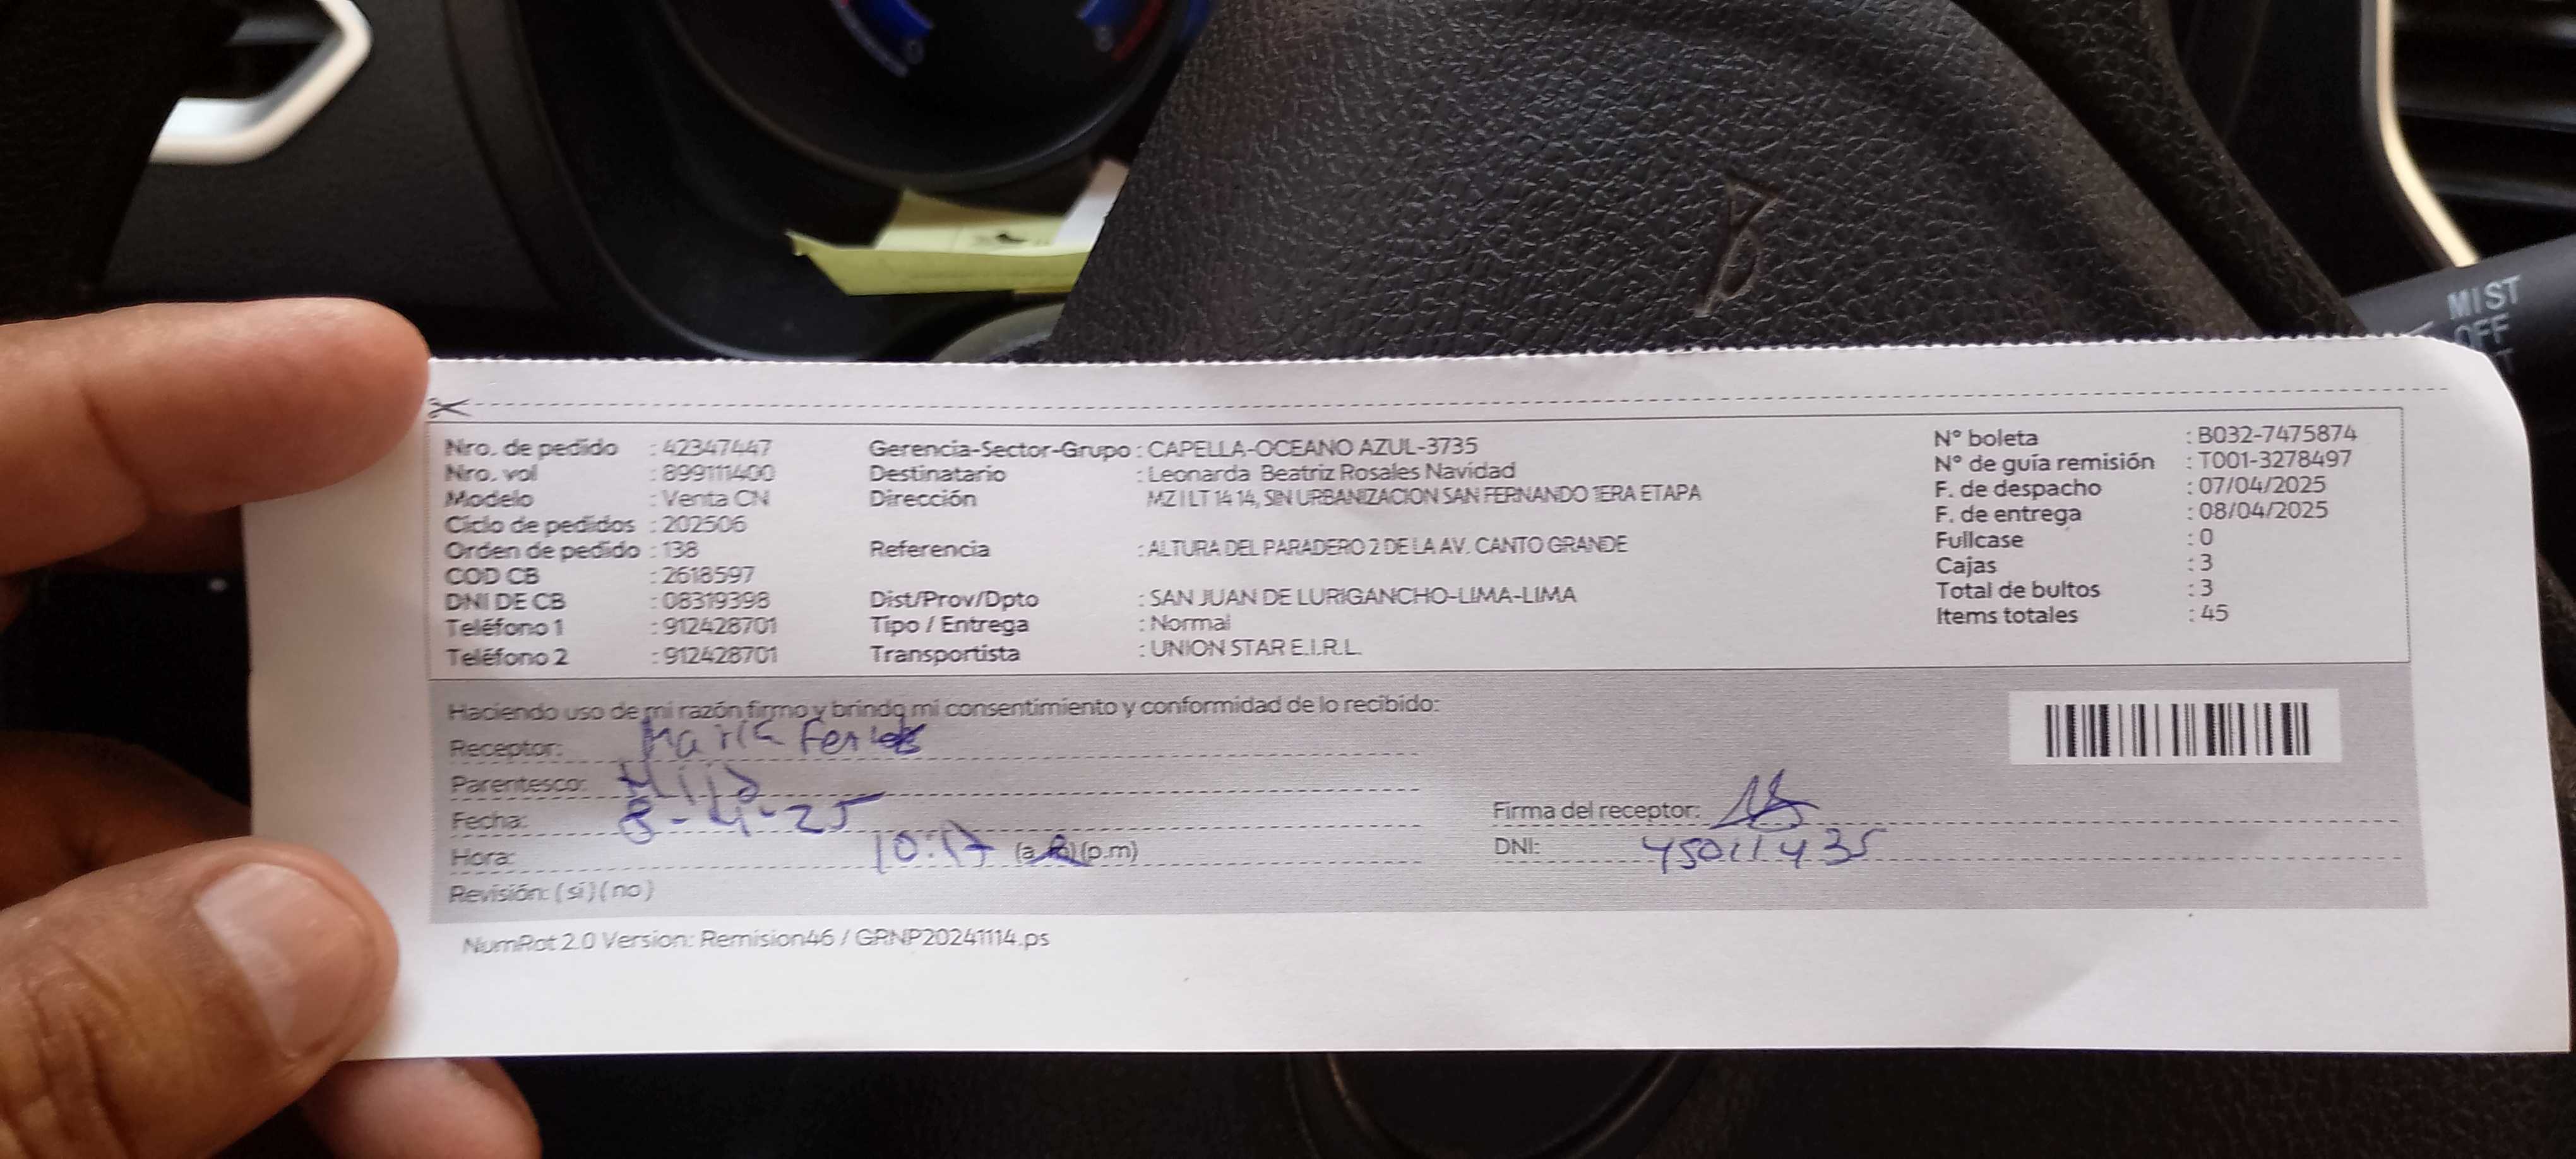 MIST
OFF
Nro. de pedido : 42347447
Nro. vol : 899111400
Modelo : Venta CN
Ciclo de pedidos : 202506
Orden de pedido : 138
COD CB : 2618597
DNI DE CB : 08319398
Teléfono 1 : 912428701
Teléfono 2 : 912428701
Gerencia-Sector-Grupo : CAPELLA-OCEANO AZUL-3735
Destinatario : Leonarda Beatriz Rosales Navidad
Dirección MZ I LT 14 14, SIN URBANIZACION SAN FERNANDO 1ERA ETAPA
Referencia : ALTURA DEL PARADERO 2 DE LA AV. CANTO GRANDE
Dist/Prov/Dpto : SAN JUAN DE LURIGANCHO-LIMA-LIMA
Tipo / Entrega : Normal
Transportista : UNION STAR E.I.R.L.
N° boleta : B032-7475874
N° de guía remisión : T001-3278497
F. de despacho : 07/04/2025
F. de entrega : 08/04/2025
Fullcase : 0
Cajas : 3
Total de bultos : 3
Items totales : 45
Haciendo uso de mi razón firmo y brindo mi consentimiento y conformidad de lo recibido:
Receptor: Maria
Parentesco: Hija
Fecha: 8-4-25
Hora: 10:17 (a.m)(p.m)
Revisión: (si)(no)
Firma del receptor:
DNI: 45011435
NumRot 2.0 Version: Remision46 / GRNP20241114.ps